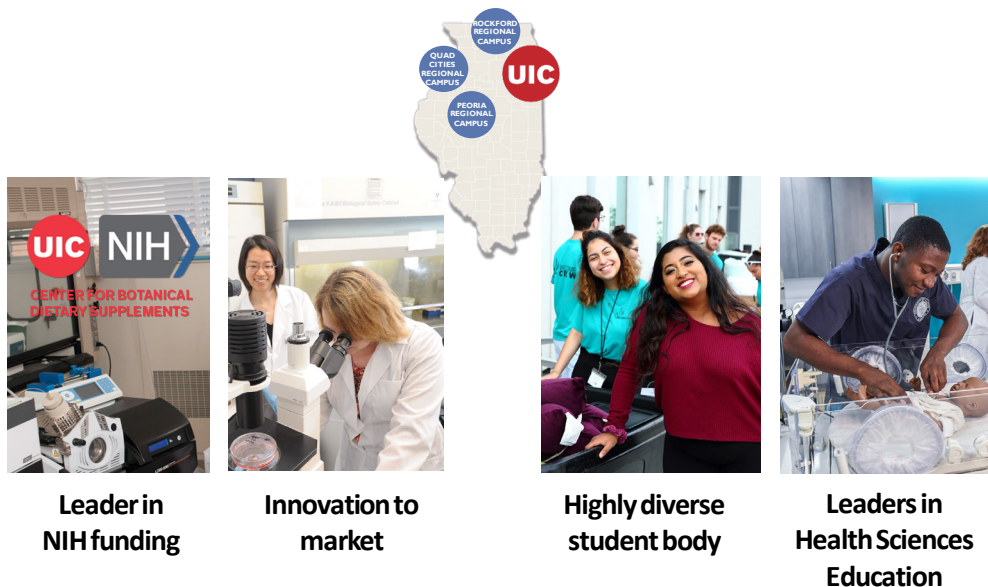 ROCKFORD
REGIONAL
CAMPUS
QUAD
CITIES
REGIONAL
CAMPUS
UIC
PEORIA
REGIONAL
CAMPUS
UIC NIH
CENTER FOR BOTANICAL
DIETARY SUPPLEMENTS
Leader in
NIH funding
Innovation to
market
Highly diverse
student body
Leaders in
Health Sciences
Education